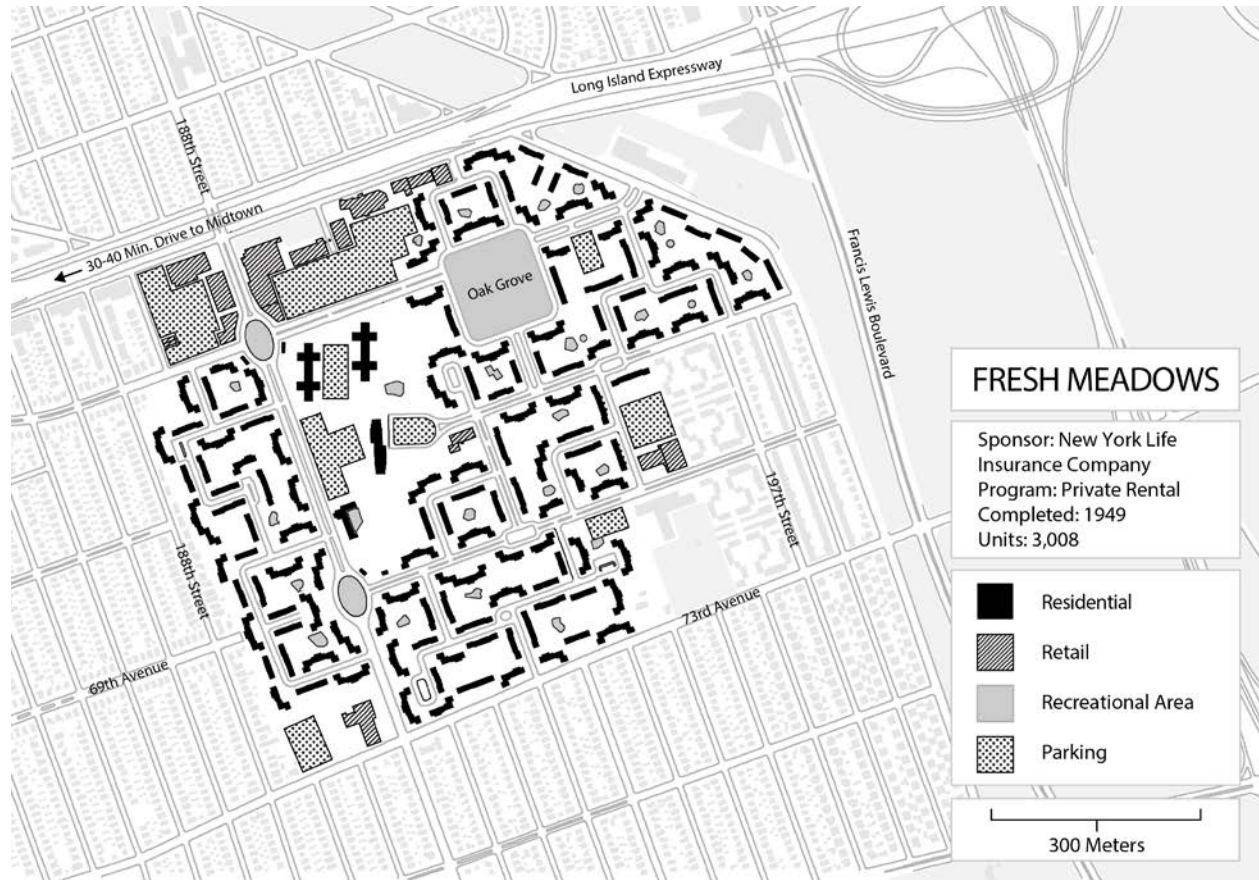 Long Island Expressway
188th Street
30-40 Min. Drive to Midtown
Oak Grove
Francis Lewis Boulevard
197th Street
188th Street
73rd Avenue
69th Avenue
FRESH MEADOWS
Sponsor: New York Life
Insurance Company
Program: Private Rental
Completed: 1949
Units: 3,008
Residential
Retail
Recreational Area
Parking
300 Meters